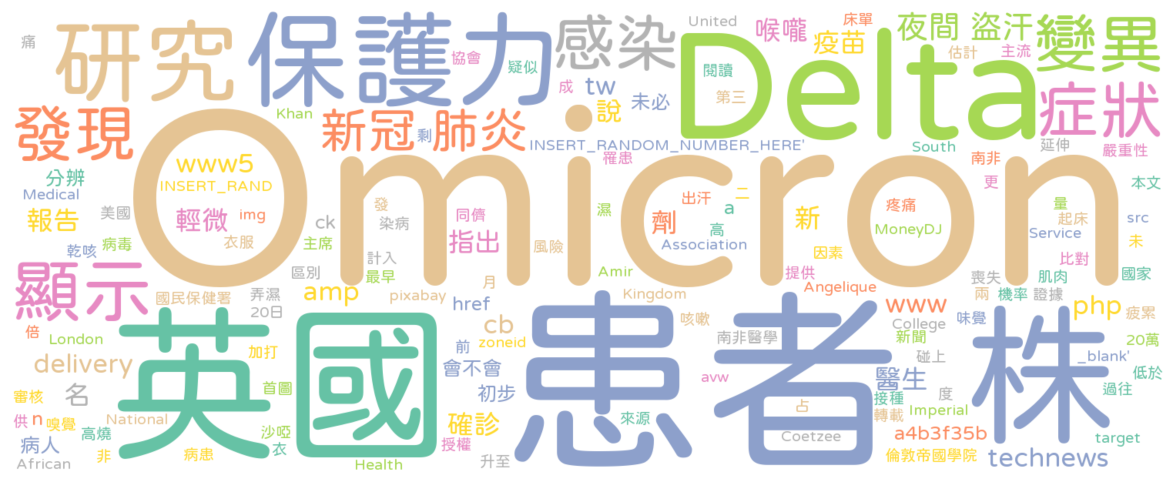 痛
研究
保護力
協會
疑似
感染
成
tw
United
喉嚨
疫苗
床單
夜間 盜汗
估計
主流
變異
閱讀
第三
說
未必
Delta
症狀
發現
Khan
新冠 肺炎
剩
INSERT_RANDOM_NUMBER_HERE'
罹患
South
延伸
南非
嚴重性
Omicron
www5
INSERT_RAND
分辨
Medical
輕微
img
ck
發
染病
同儕
濕
出汗
二
劑
a
高
新
疼痛
更
本文
量
起床
src
報告
美國
衣服
主席
指出
風險
Association
因素
MoneyDJ
Service
未
乾咳
病毒
計入
區別
最早
月
Amir
提供
比對
喪失
肌肉
國家
顯示
國民保健署
弄濕
20日
amp
pixabay
href
Kingdom
Angelique
兩
機率
證據
www
php
疲累
倍
London
加打
cb
zoneid
咳嗽
南非醫學
College
味覺
新聞
20萬
_blank'
delivery
英國
前
會不會
患者
碰上
株
低於
審核
名
首圖
初步
avw
醫生
接種
度
過往
供
n
嗅覺
National
確診
來源
占
轉載
Imperial
高燒
沙啞
授權
Coetzee
a4b3f35b
target
病人
非
病患
衣
African
Health
升至
倫敦帝國學院
technews